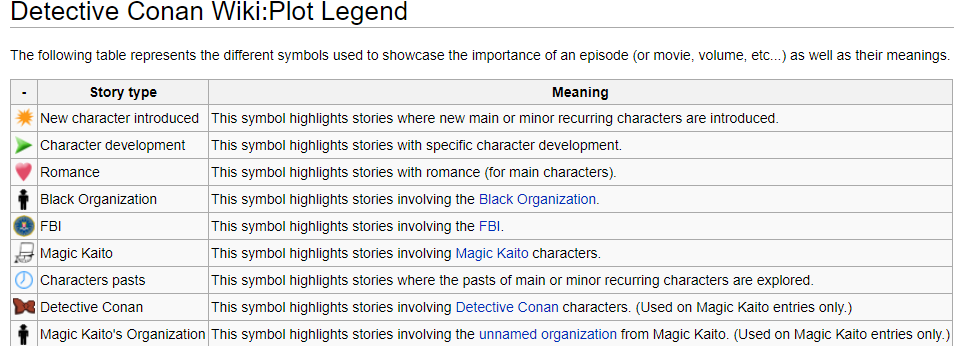 Detective Conan Wiki:Plot Legend
The following table represents the different symbols used to showcase the importance of an episode (or movie, volume, etc...) as well as their meanings.
- Story type Meaning
New character introduced This symbol highlights stories where new main or minor recurring characters are introduced.
Character development This symbol highlights stories with specific character development.
Romance This symbol highlights stories with romance (for main characters).
Black Organization This symbol highlights stories involving the Black Organization.
FBI This symbol highlights stories involving the FBI.
Magic Kaito This symbol highlights stories involving Magic Kaito characters.
Characters pasts This symbol highlights stories where the pasts of main or minor recurring characters are explored.
Detective Conan This symbol highlights stories involving Detective Conan characters. (Used on Magic Kaito entries only.)
Magic Kaito's Organization This symbol highlights stories involving the unnamed organization from Magic Kaito. (Used on Magic Kaito entries only.)